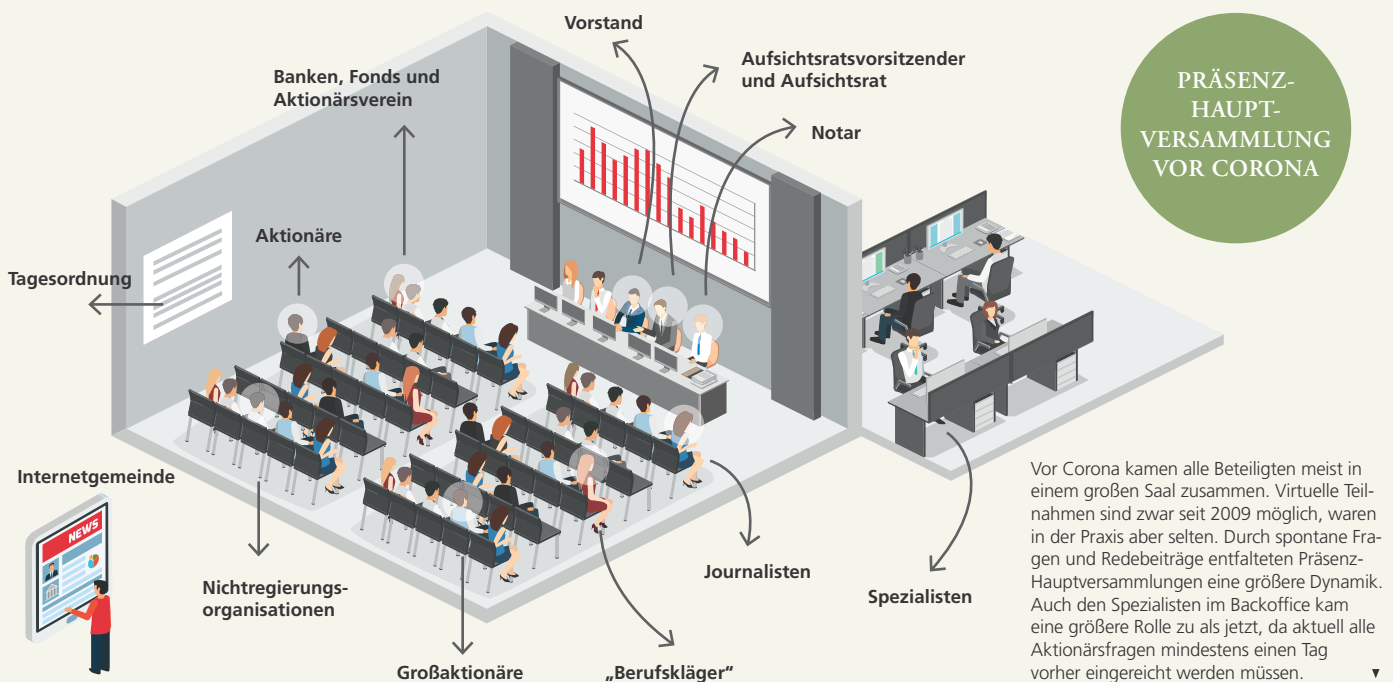 Vorstand
Aufsichtsratsvorsitzender
und Aufsichtsrat
Banken, Fonds und
Aktionärsverein
Notar
PRÄSENZ-
HAUPT-
VERSAMMLUNG
VOR CORONA
Aktionäre
Tagesordnung
Internetgemeinde
NEWS
Nichtregierungs-
organisationen
Großaktionäre
„Berufskläger“
Journalisten
Spezialisten
Vor Corona kamen alle Beteiligten meist in
einem großen Saal zusammen. Virtuelle Teil-
nahmen sind zwar seit 2009 möglich, waren
in der Praxis aber selten. Durch spontane Fra-
gen und Redebeiträge entfalteten Präsenz-
Hauptversammlungen eine größere Dynamik.
Auch den Spezialisten im Backoffice kam
eine größere Rolle zu als jetzt, da aktuell alle
Aktionärsfragen mindestens einen Tag
vorher eingereicht werden müssen.